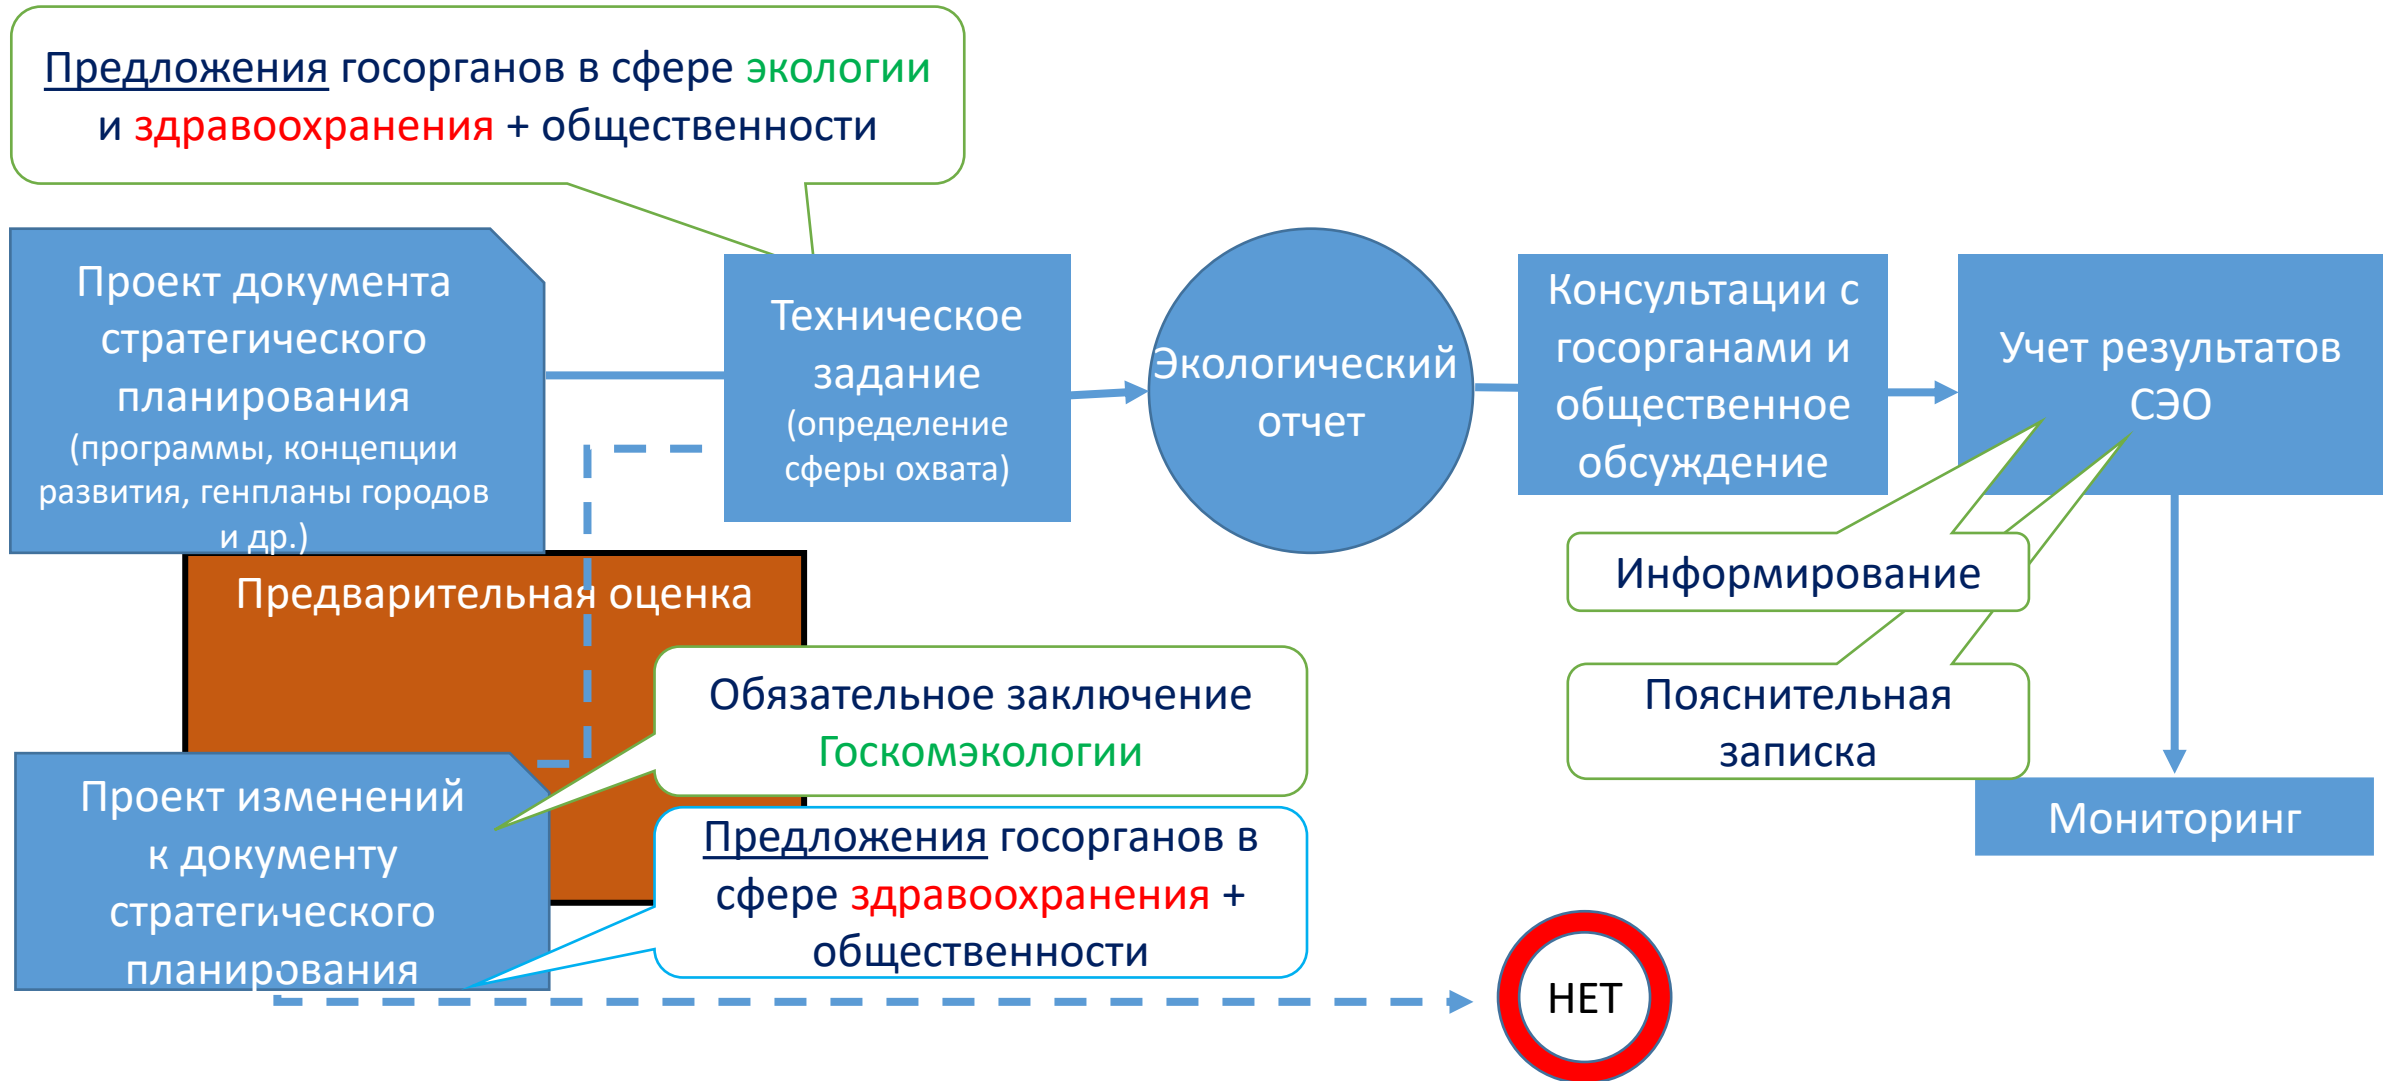 Предложения госорганов в сфере экологии
и здравоохранения + общественности
Проект документа
стратегического
планирования
(программы, концепции
развития, генпланы городов
и др.)
Техническое
задание
(определение
сферы охвата)
Экологический
отчет
Консультации с
госорганами и
общественное
обсуждение
Учет результатов
СЭО
Информирование
Пояснительная
записка
Мониторинг
Предварительная оценка
Обязательное заключение
Госкомэкологии
Проект изменений
к документу
стратегического
планирования
Предложения госорганов в
сфере здравоохранения +
общественности
НЕТ